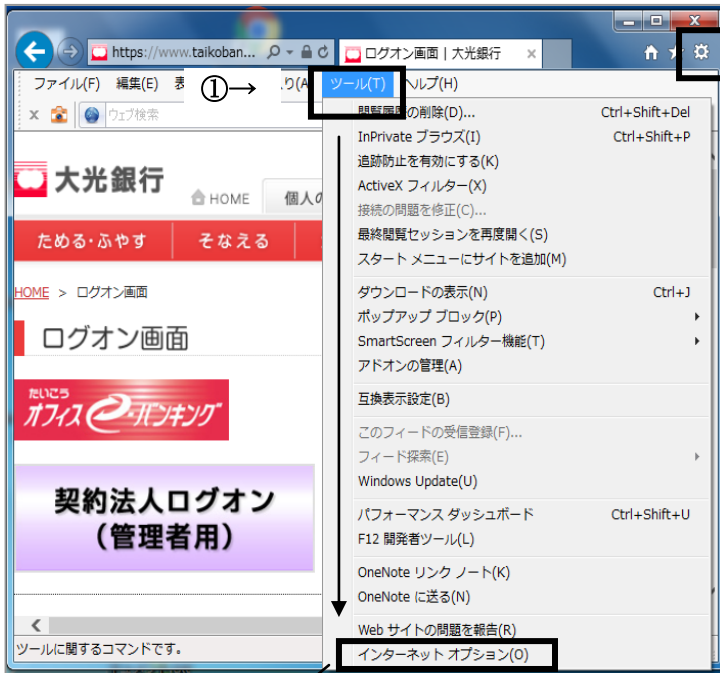 https://www.taikoban...
ログオン画面 | 大光銀行
ファイル(F) 編集(E)
①→
ツール(T) ヘルプ(H)
ウェブ検索
閲覧履歴の削除(D)... Ctrl+Shift+Del
InPrivate ブラウズ(I) Ctrl+Shift+P
追跡防止を有効にする(K)
ActiveX フィルター(X)
接続の問題を修正(C)...
最終閲覧セッションを再度開く(S)
スタート メニューにサイトを追加(M)
ダウンロードの表示(N) Ctrl+J
ポップアップ ブロック(P)
SmartScreen フィルター機能(T)
アドオンの管理(A)
互換表示設定(B)
このフィードの受信登録(F)...
フィード探索(E)
Windows Update(U)
パフォーマンス ダッシュボード Ctrl+Shift+U
F12 開発者ツール(L)
OneNote リンク ノート(K)
OneNote に送る(N)
Web サイトの問題を報告(R)
インターネット オプション(O)
大光銀行
HOME 個人の
ためる・ふやす そなえる
HOME > ログオン画面
ログオン画面
たいこう
オフィスe-バンキング
契約法人ログオン
（管理者用）
ツールに関するコマンドです。